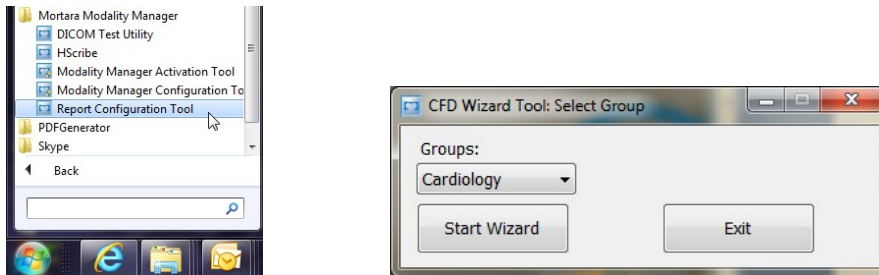 Mortara Modality Manager
DICOM Test Utility
HScribe
Modality Manager Activation Tool
Modality Manager Configuration To
Report Configuration Tool
PDFGenerator
Skype
Back
CFD Wizard Tool: Select Group
Groups:
Cardiology
Start Wizard
Exit